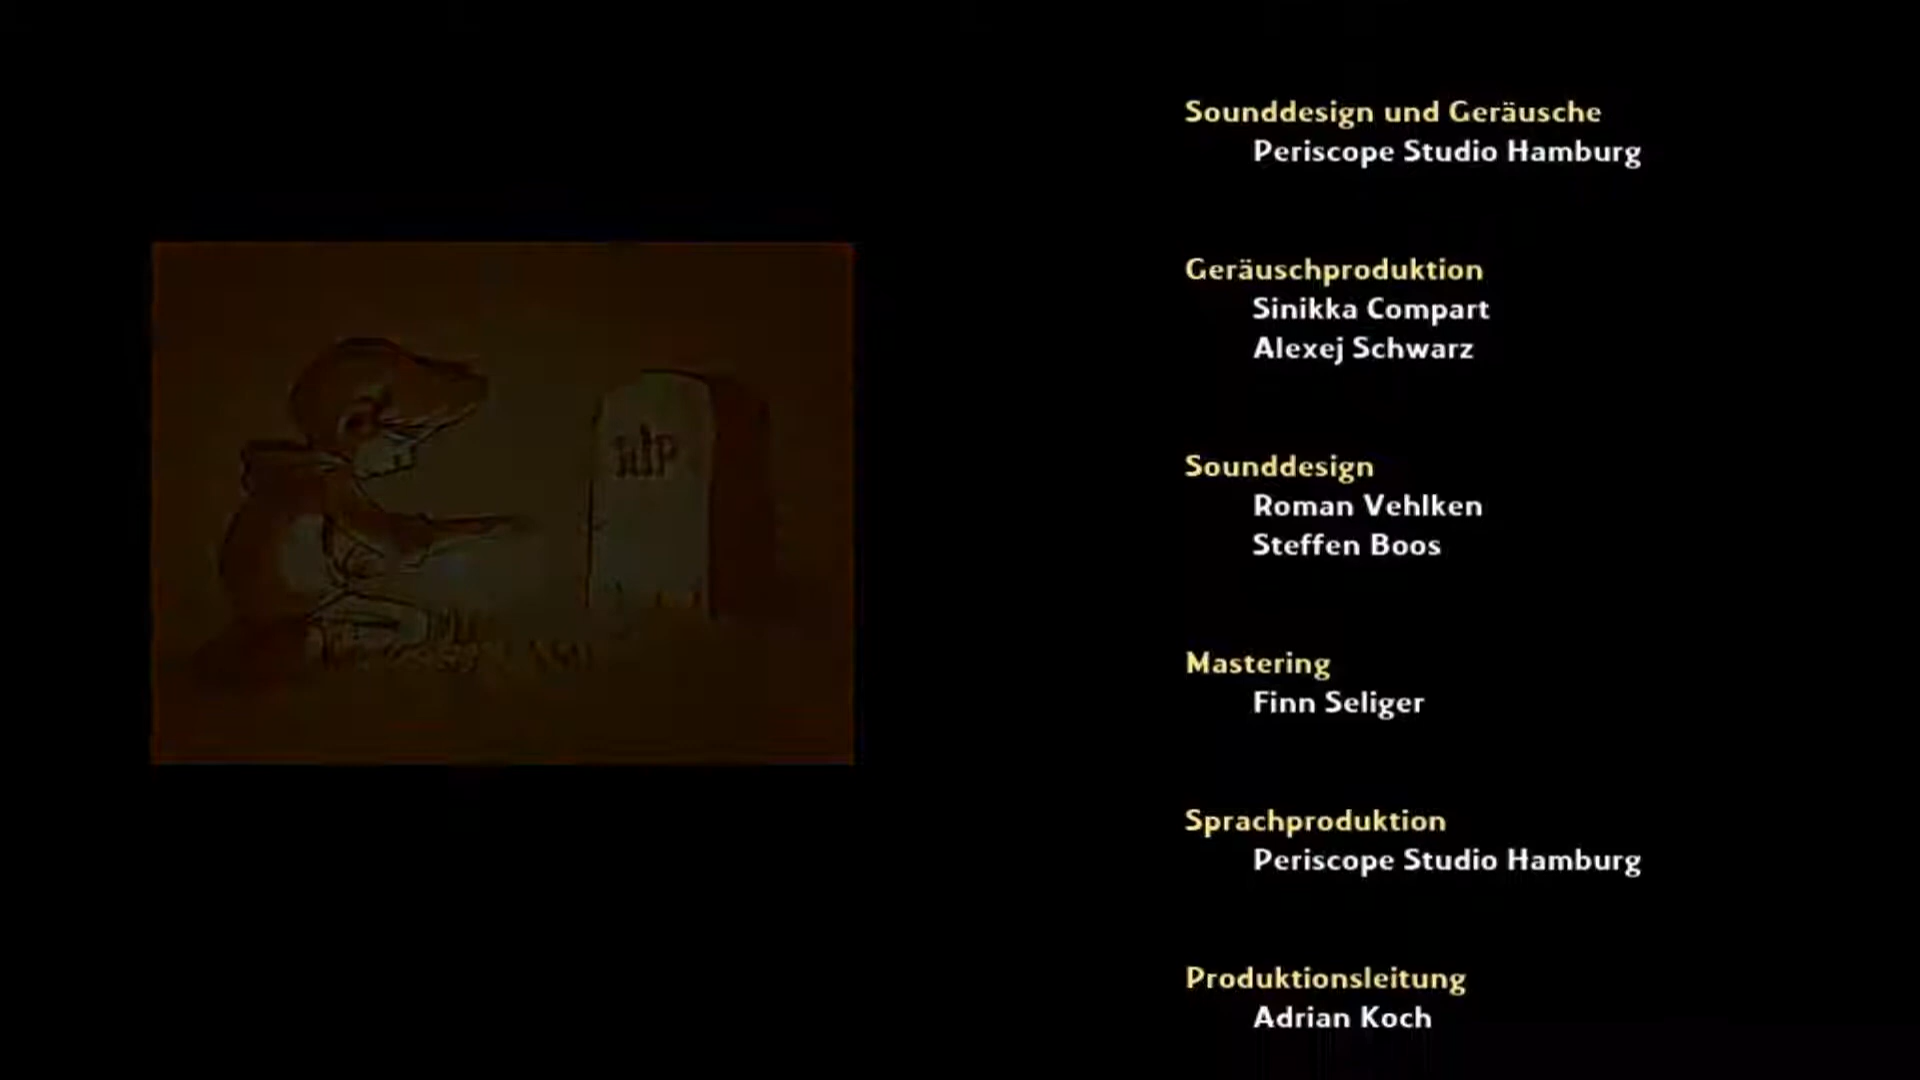 Sounddesign und Geräusche
Periscope Studio Hamburg
Geräuschproduktion
Sinikka Compart
Alexej Schwarz
Sounddesign
Roman Vehlken
Steffen Boos
Mastering
Finn Seliger
Sprachproduktion
Periscope Studio Hamburg
Produktionsleitung
Adrian Koch